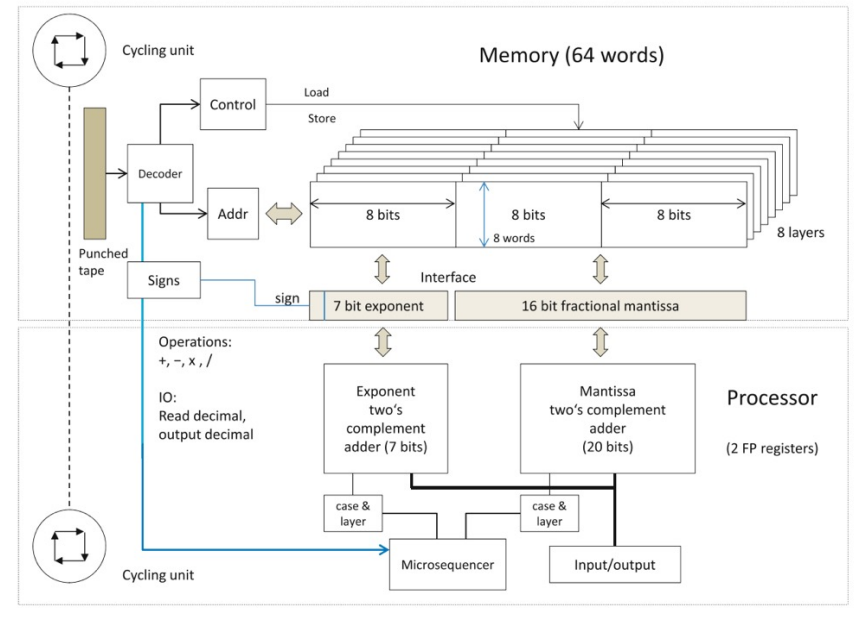 Cycling unit
Memory (64 words)
Control
Load
Store
Decoder
Addr
8 bits
8 bits
8 bits
8 words
8 layers
Punched
tape
Signs
Interface
sign
7 bit exponent
16 bit fractional mantissa
Operations:
+, −, x , /
IO:
Read decimal,
output decimal
Exponent
two's
complement
adder (7 bits)
Mantissa
two's complement
adder
(20 bits)
Processor
(2 FP registers)
case &
layer
case &
layer
Microsequencer
Input/output
Cycling unit